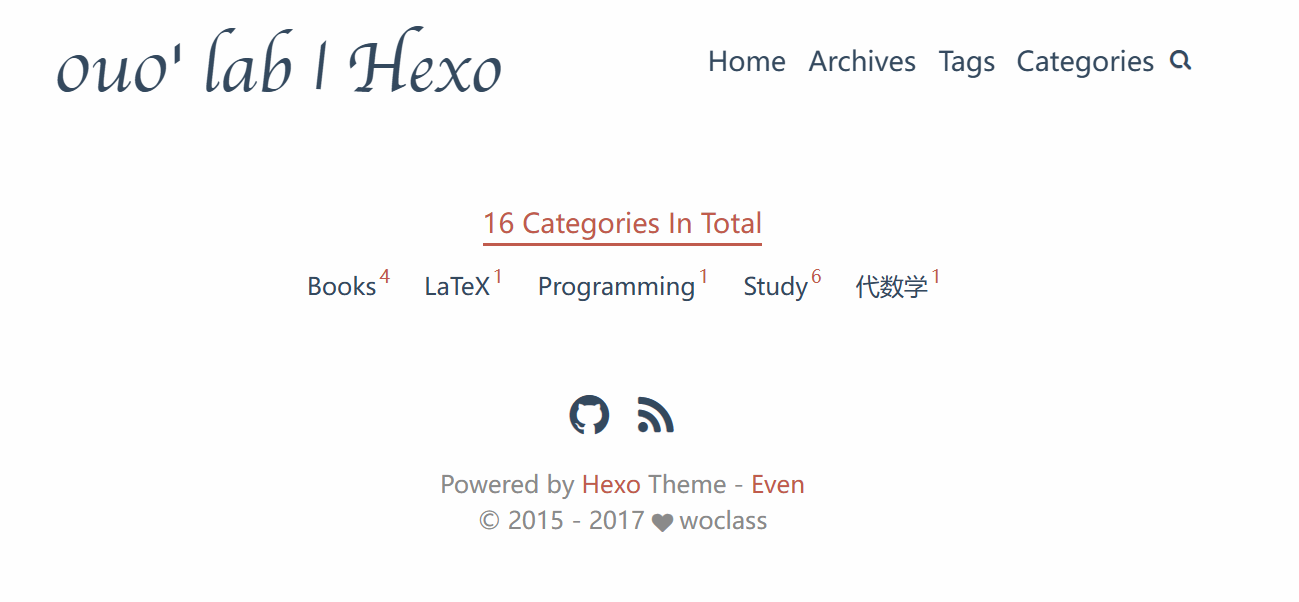 ouo' lab | Hexo
Home Archives Tags Categories
16 Categories In Total
Books 4 LaTeX 1 Programming 1 Study 6 代数学 1
Powered by Hexo Theme - Even
© 2015 - 2017 woclass